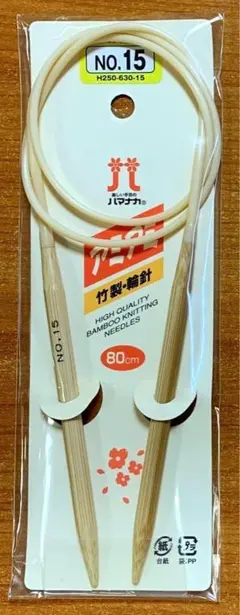 NO.15
H250-630-15
楽しい手芸の
ハマナカ®
アミアミ
竹製・輪針
HIGH QUALITY
BAMBOO KNITTING
NEEDLES
80cm
NO.15
紙
台紙
プラ
袋・PP